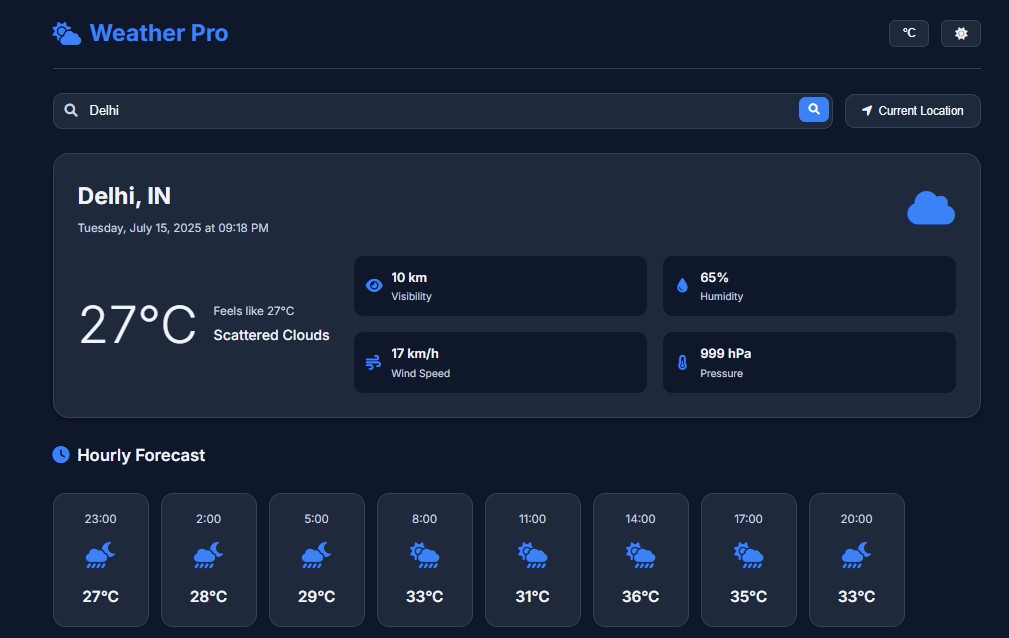 Weather Pro
°C
Delhi
Current Location
Delhi, IN
Tuesday, July 15, 2025 at 09:18 PM
27°C
Feels like 27°C
Scattered Clouds
10 km
Visibility
65%
Humidity
17 km/h
Wind Speed
999 hPa
Pressure
Hourly Forecast
23:00 2:00 5:00 8:00 11:00 14:00 17:00 20:00
27°C 28°C 29°C 33°C 31°C 36°C 35°C 33°C